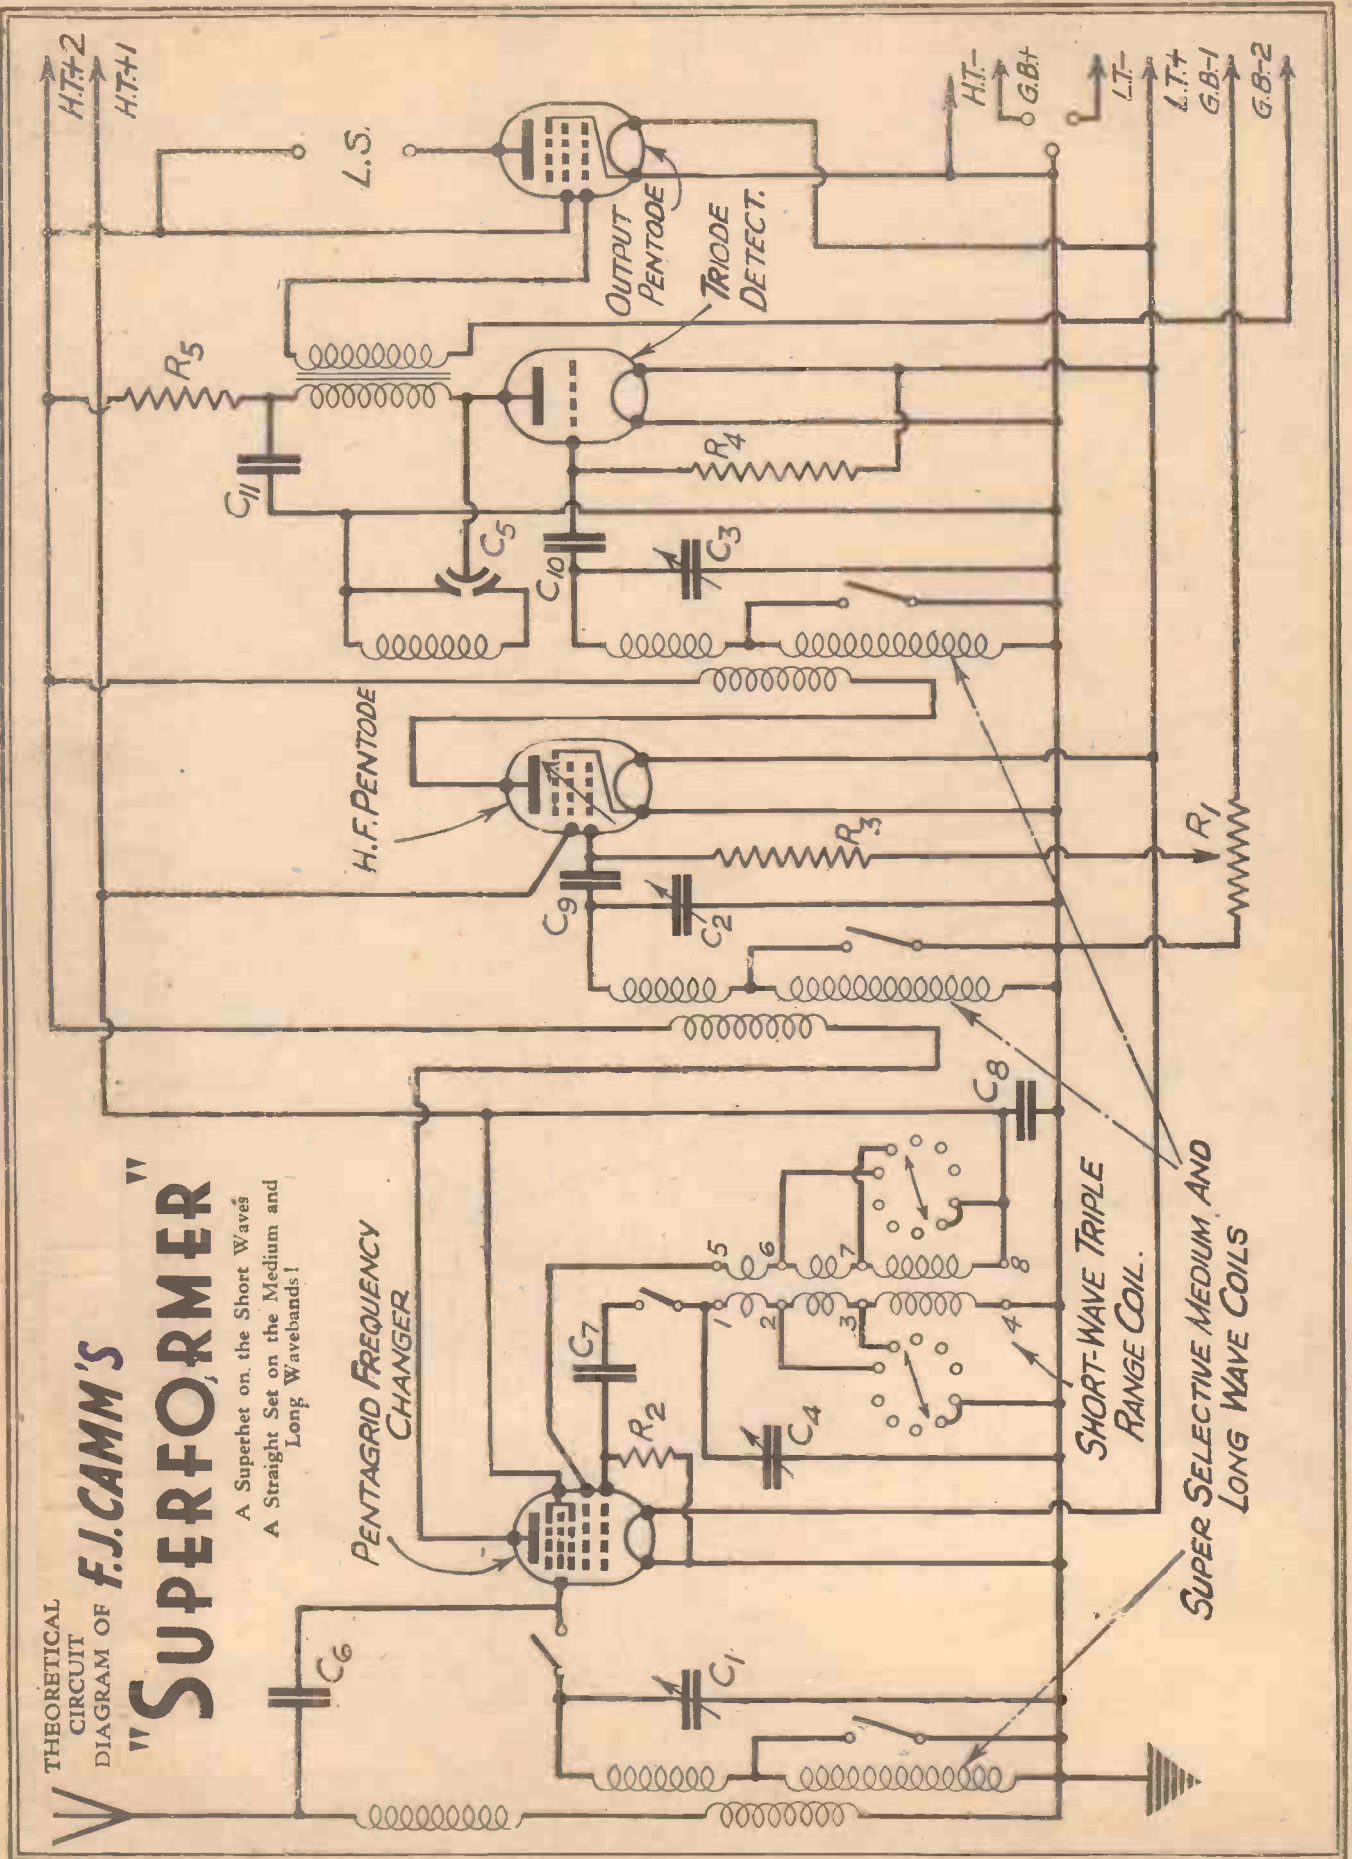 THEORETICAL
CIRCUIT
DIAGRAM OF F.J. CAMM'S
"SUPERFORMER"
A Superhet on the Short Waves
A Straight Set on the Medium and
Long Wavebands!
PENTAGRID FREQUENCY
CHANGER
H.F. PENTODE
OUTPUT
PENTODE
TRIODE
DETECT.
L.S.
H.T.+2
H.T.+1
H.T.-
G.B.+
L.T.-
L.T.+
G.B.-1
G.B.-2
C6
C1
R2
C7
C4
1
2
3
4
5
6
7
8
C8
C9
C2
R3
R1
C10
C3
C5
C11
R4
R5
SHORT-WAVE TRIPLE
RANGE COIL.
SUPER SELECTIVE MEDIUM AND
LONG WAVE COILS